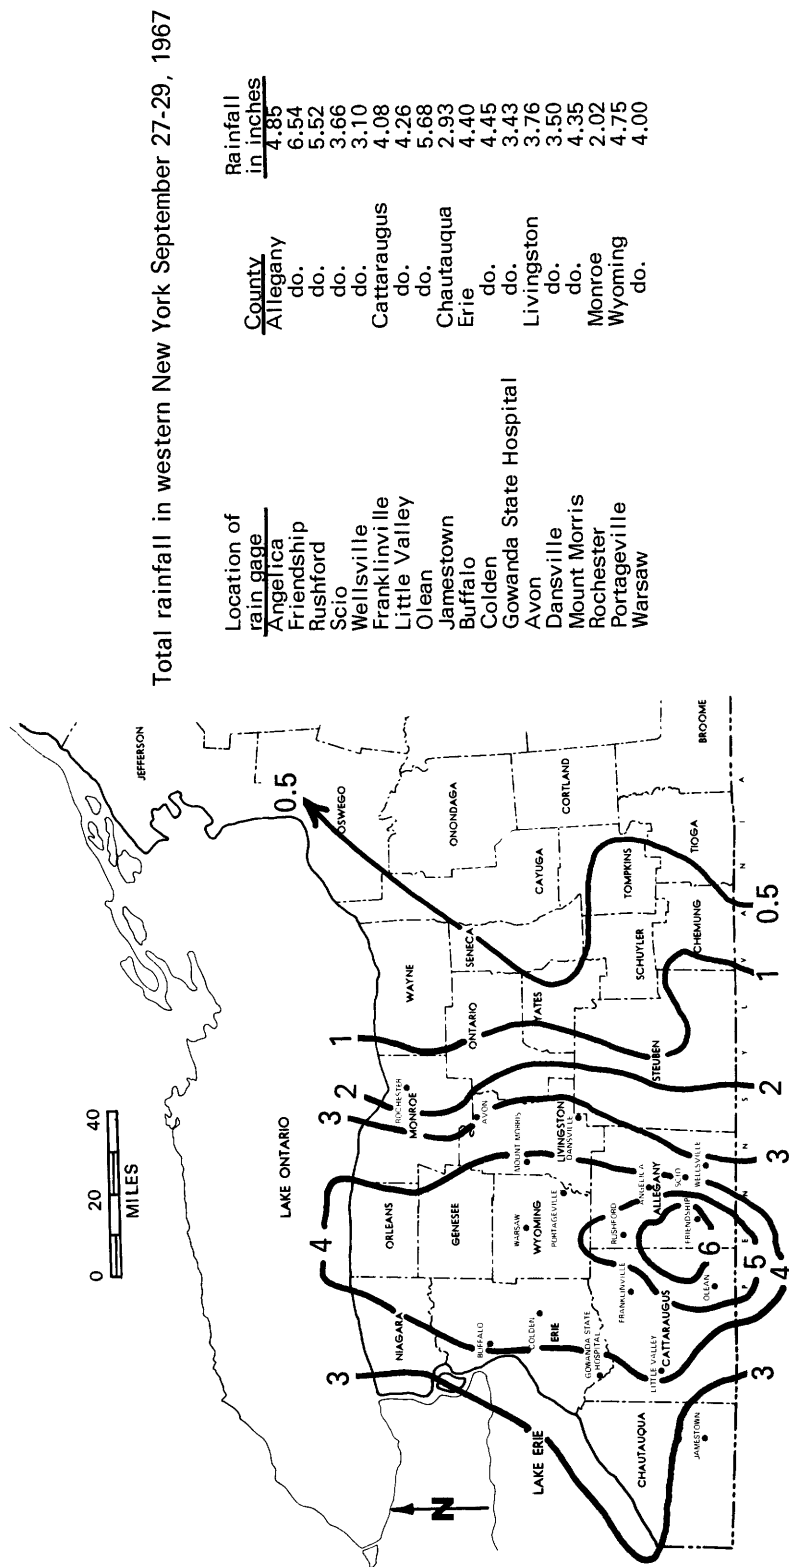 Total rainfall in western New York September 27-29, 1967
Location of rain gage County Rainfall in inches
Angelica Allegany 4.85
Friendship do. 6.54
Rushford do. 5.52
Scio do. 3.66
Wellsville do. 3.10
Franklinville Cattaraugus 4.08
Little Valley do. 4.26
Olean do. 5.68
Jamestown Chautauqua 2.93
Buffalo Erie 4.40
Colden do. 4.45
Gowanda State Hospital do. 3.43
Avon Livingston 3.76
Dansville do. 3.50
Mount Morris do. 4.35
Rochester Monroe 2.02
Portageville Wyoming 4.75
Warsaw do. 4.00
0 20 40
MILES
N
JEFFERSON
LAKE ONTARIO
0.5
OSWEGO
3
4
3
2
1
NIAGARA
ORLEANS
ROCHESTER
MONROE
WAYNE
GENESEE
ONTARIO
SENECA
ONONDAGA
CAYUGA
BUFFALO
AVON
LAKE ERIE
ERIE
COLDEN
WARSAW
WYOMING
PORTAGEVILLE
MOUNT MORRIS
LIVINGSTON
DANSVILLE
YATES
CORTLAND
GOWANDA STATE
HOSPITAL
CHAUTAUQUA
JAMESTOWN
LITTLE VALLEY
CATTARAUGUS
FRANKLINVILLE
OLEAN
RUSHFORD
ANGELICA
ALLEGANY
FRIENDSHIP
SCIO
WELLSVILLE
6
STEUBEN
SCHUYLER
TOMPKINS
CHEMUNG
TIOGA
BROOME
P E N N S Y L V A N I A
3
4
5
3
2
1
0.5